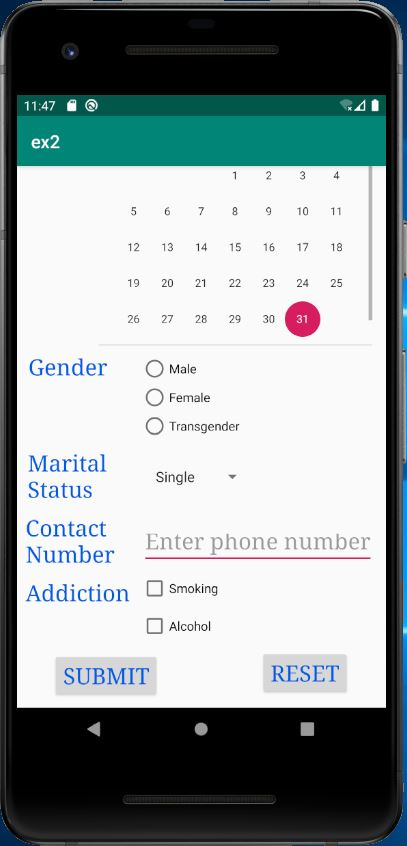 11:47
ex2
1 2 3 4
5 6 7 8 9 10 11
12 13 14 15 16 17 18
19 20 21 22 23 24 25
26 27 28 29 30 31
Gender
Male
Female
Transgender
Marital
Status
Single
Contact
Number
Enter phone number
Addiction
Smoking
Alcohol
SUBMIT
RESET